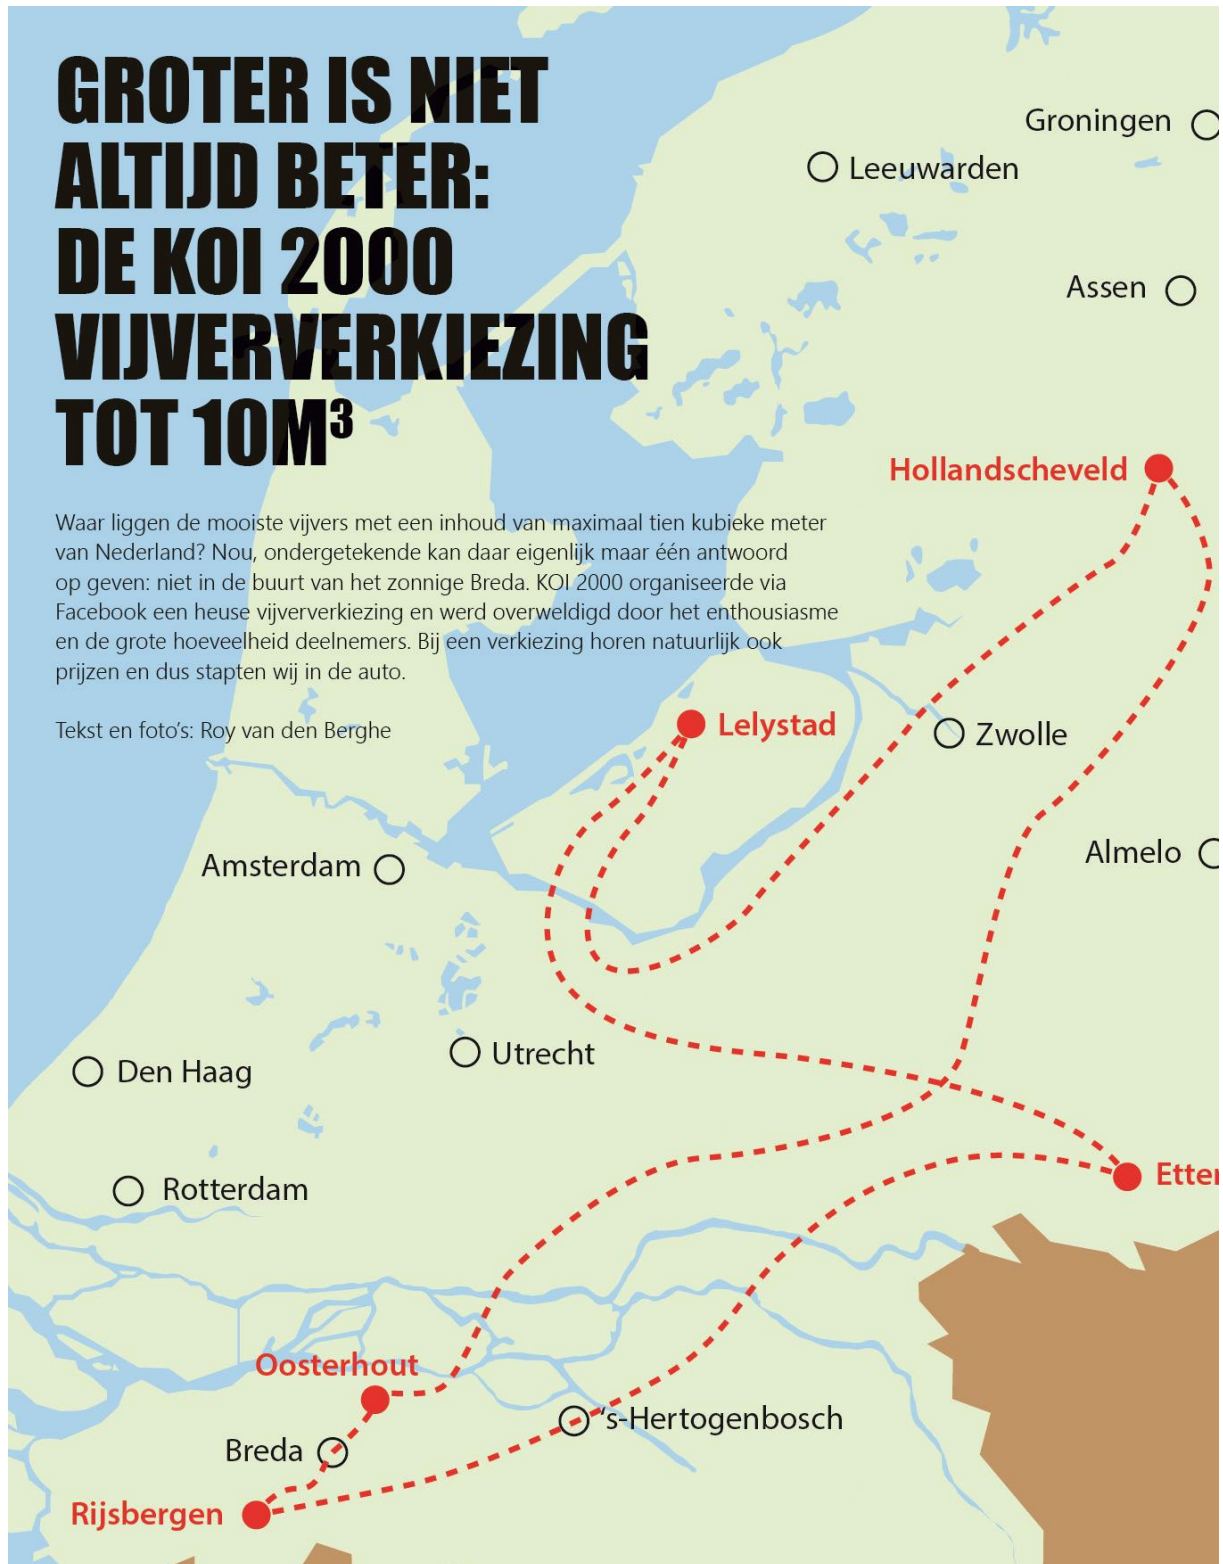 GROTER IS NIET
ALTIJD BETER:
DE KOI 2000
VIJVERVERKIEZING
TOT 10M³
Waar liggen de mooiste vijvers met een inhoud van maximaal tien kubieke meter
van Nederland? Nou, ondergetekende kan daar eigenlijk maar één antwoord
op geven: niet in de buurt van het zonnige Breda. KOI 2000 organiseerde via
Facebook een heuse vijververkiezing en werd overweldigd door het enthousiasme
en de grote hoeveelheid deelnemers. Bij een verkiezing horen natuurlijk ook
prijzen en dus stapten wij in de auto.
Tekst en foto's: Roy van den Berghe
Groningen
Leeuwarden
Assen
Hollandscheveld
Lelystad
Zwolle
Amsterdam
Almelo
Utrecht
Den Haag
Etter
Rotterdam
Oosterhout
's-Hertogenbosch
Breda
Rijsbergen